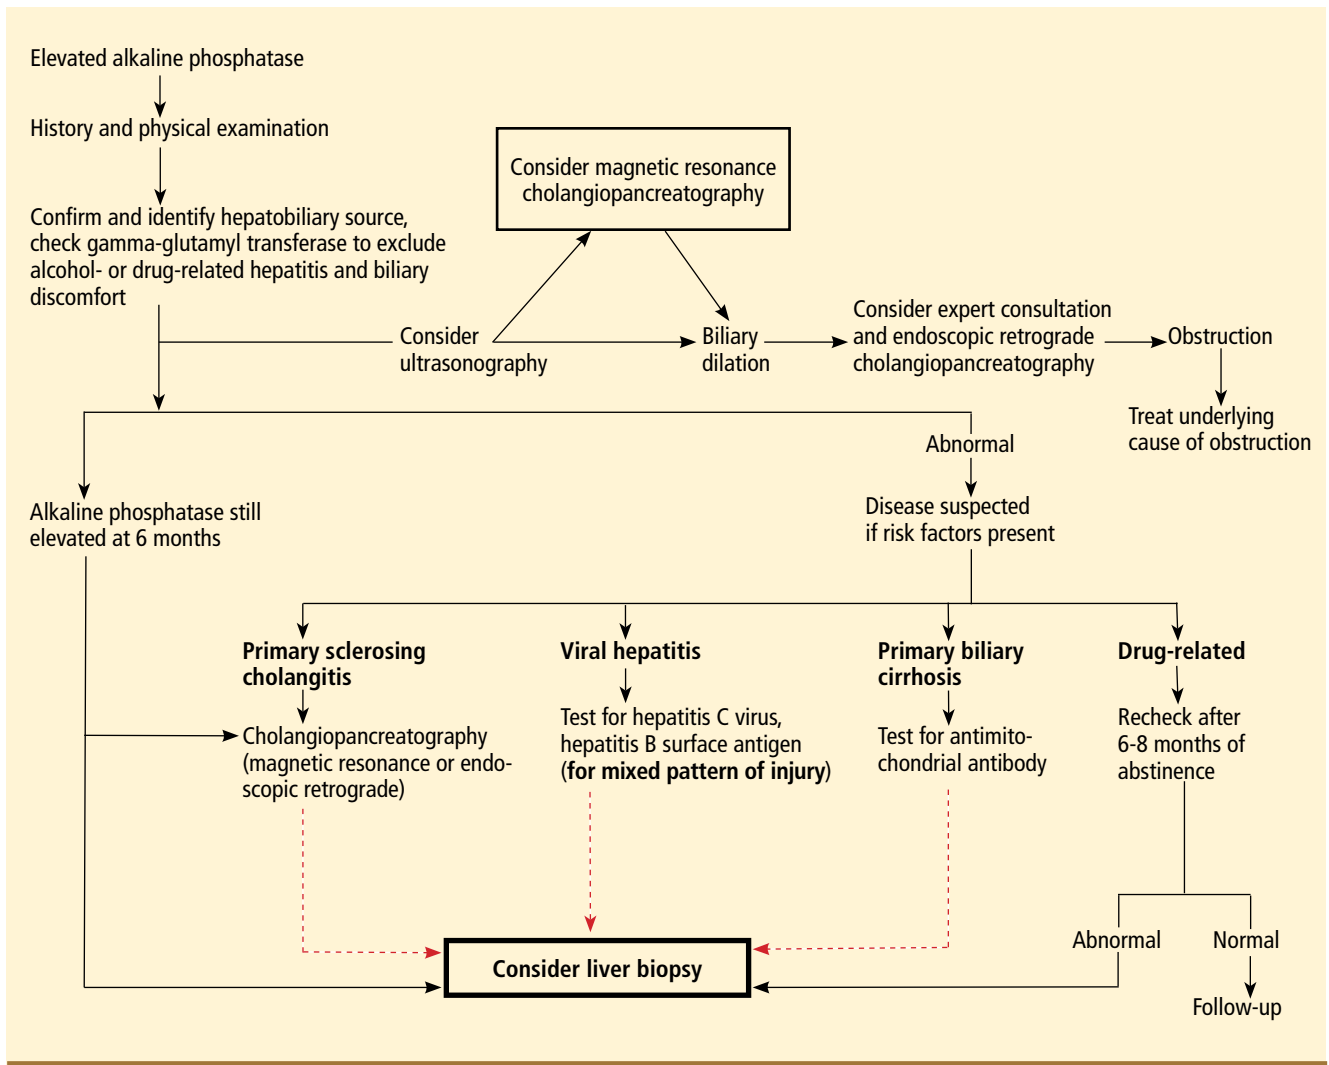 Elevated alkaline phosphatase
History and physical examination
Consider magnetic resonance
cholangiopancreatography
Confirm and identify hepatobiliary source,
check gamma-glutamyl transferase to exclude
alcohol- or drug-related hepatitis and biliary
discomfort
Consider
ultrasonography
Biliary
dilation
Consider expert consultation
and endoscopic retrograde
cholangiopancreatography
Obstruction
Treat underlying
cause of obstruction
Abnormal
Alkaline phosphatase still
elevated at 6 months
Disease suspected
if risk factors present
Primary sclerosing
cholangitis
Viral hepatitis
Primary biliary
cirrhosis
Drug-related
Cholangiopancreatography
(magnetic resonance or endo-
scopic retrograde)
Test for hepatitis C virus,
hepatitis B surface antigen
(for mixed pattern of injury)
Test for antimito-
chondrial antibody
Recheck after
6-8 months of
abstinence
Abnormal
Normal
Consider liver biopsy
Follow-up